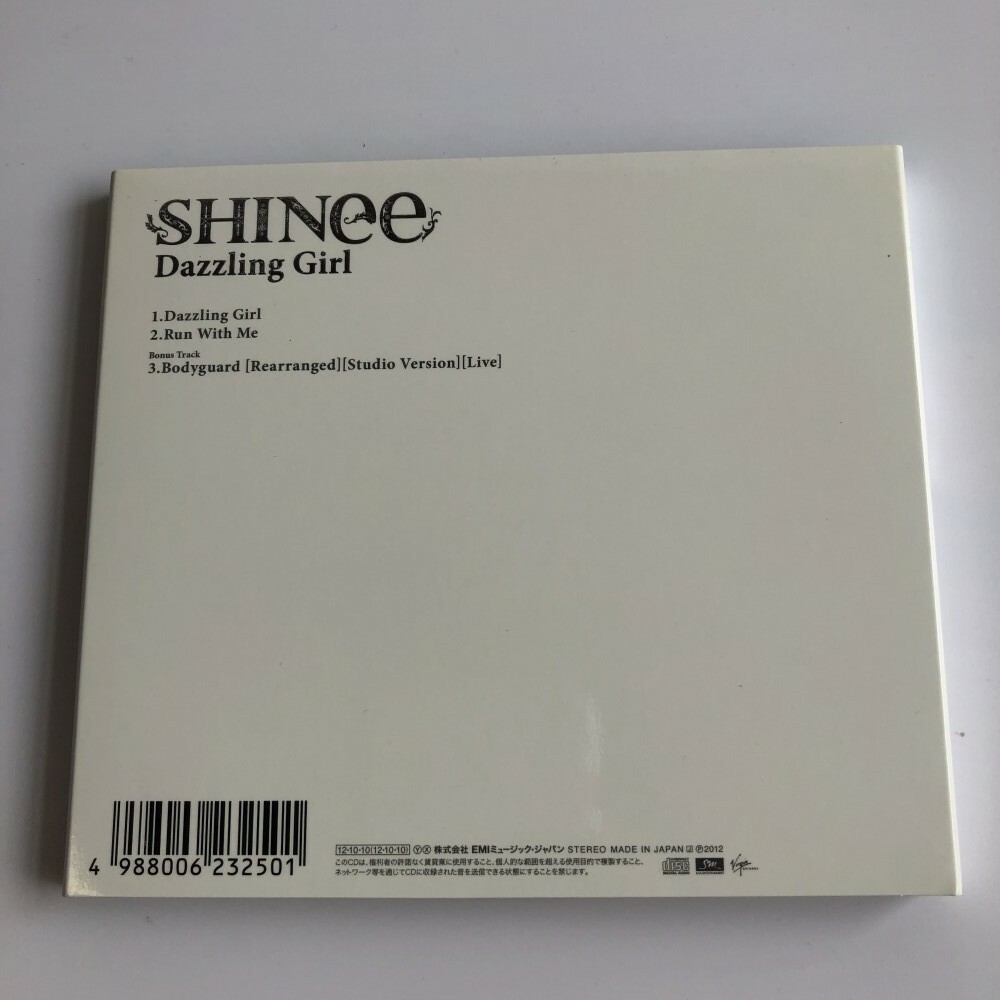 SHINee
Dazzling Girl
1.Dazzling Girl
2.Run With Me
Bonus Track
3.Bodyguard [Rearranged][Studio Version][Live]
4 988006 232501
12·10·10(12·10·10) Ⓨ Ⓧ 株式会社 EMIミュージック・ジャパン STEREO MADE IN JAPAN ℗2012
このCDは、権利者の許諾なく賃貸業に使用すること、個人的な範囲を超える使用目的で複製すること、
ネットワーク等を通じてCDに収録された音を送信できる状態にすることを禁じます。
disc
Virgin